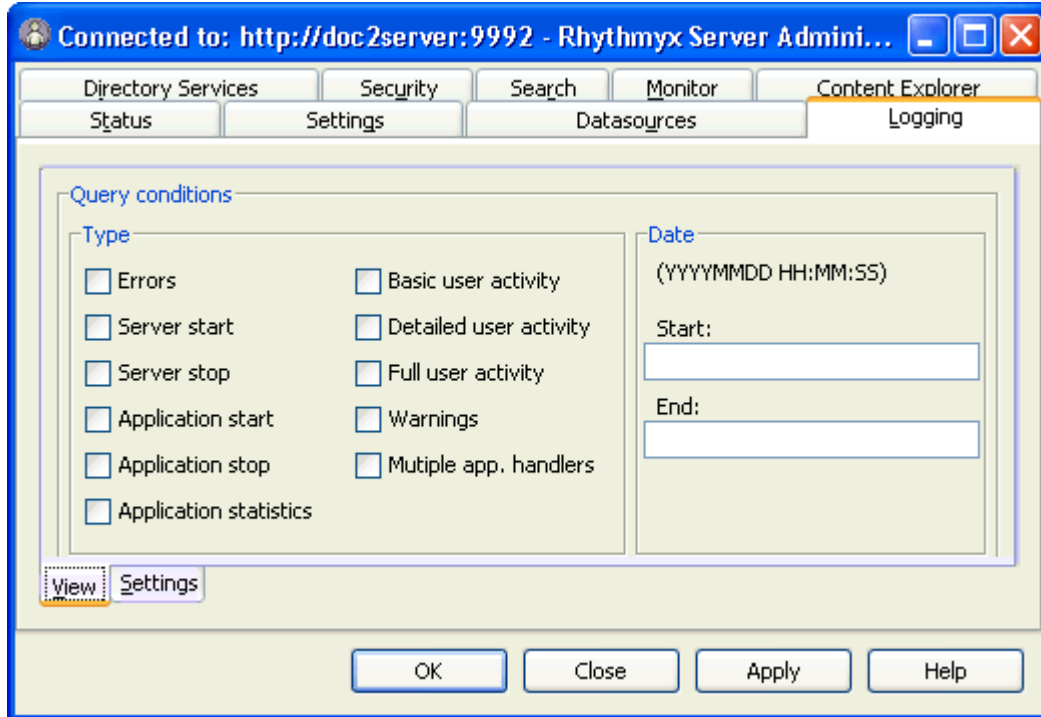 Connected to: http://doc2server:9992 - Rhythmyx Server Admini...
Directory Services Security Search Monitor Content Explorer
Status Settings Datasources Logging
Query conditions
Type Date
Errors Basic user activity (YYYYMMDD HH:MM:SS)
Server start Detailed user activity Start:
Server stop Full user activity
Application start Warnings End:
Application stop Mutiple app. handlers
Application statistics
View Settings
OK Close Apply Help